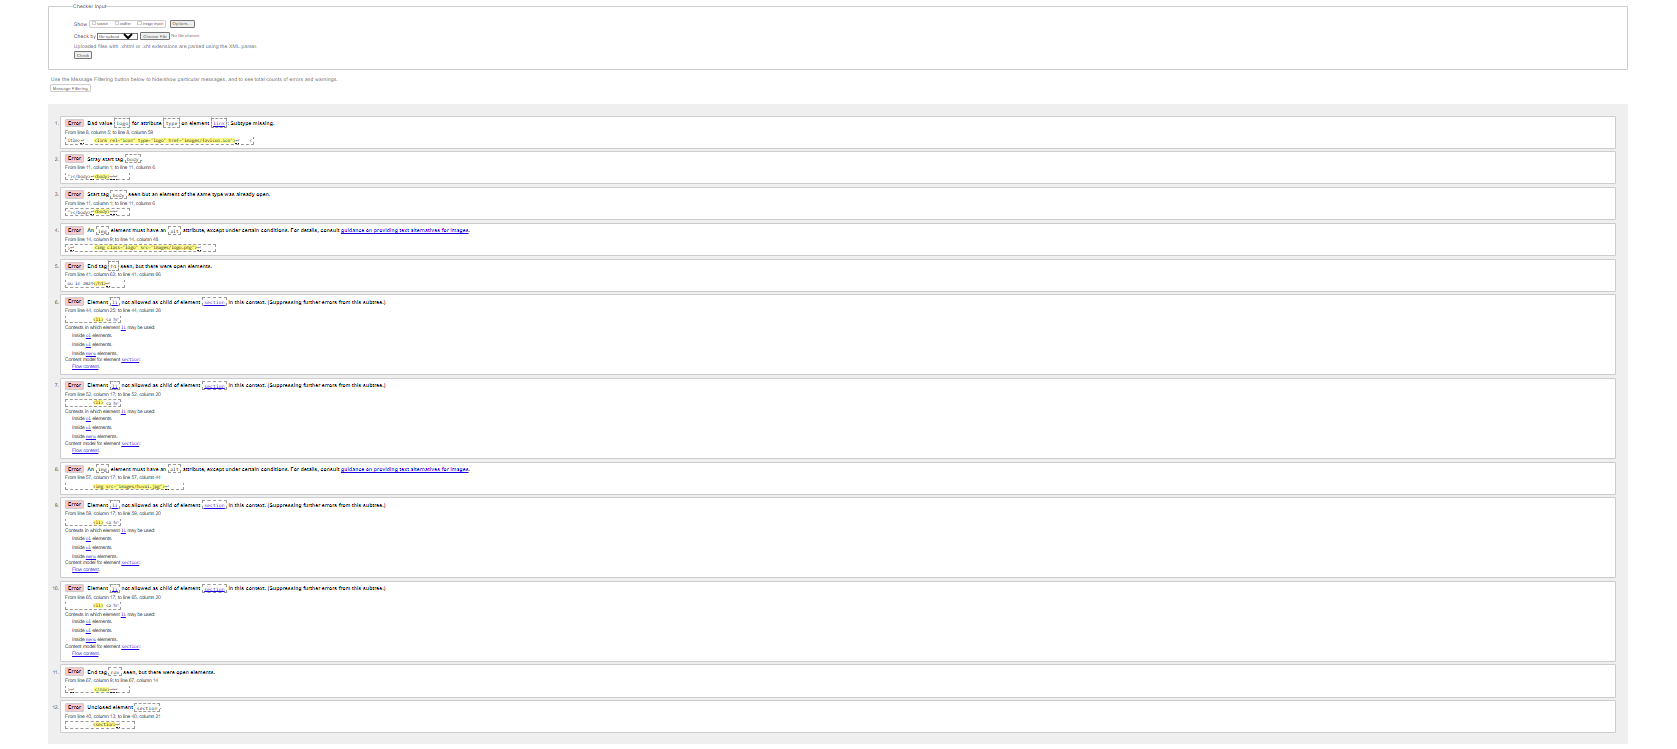 Checker Input
Show source outline image report Options...
Check by file upload Choose File No file chosen
Uploaded files with .xhtml or .xht extensions are parsed using the XML parser.
Check
Use the Message Filtering button below to hide/show particular messages, and to see total counts of errors and warnings.
Message Filtering
1. Error Bad value logo for attribute type on element link: Subtype missing.
From line 8, column 5; to line 8, column 59
<link rel="icon" type="logo" href="images/favicon.ico">
2. Error Stray start tag body.
From line 11, column 1; to line 11, column 6
></body>↩<body>↩
3. Error Start tag body seen but an element of the same type was already open.
From line 11, column 1; to line 11, column 6
></body>↩<body>↩
4. Error An img element must have an alt attribute, except under certain conditions. For details, consult guidance on providing text alternatives for images.
From line 14, column 9; to line 14, column 48
<img class="logo" src="images/logo.png">↩
5. Error End tag h1 seen, but there were open elements.
From line 41, column 62; to line 41, column 66
ou in 2024</h1>↩
6. Error Element li not allowed as child of element section in this context. (Suppressing further errors from this subtree.)
From line 44, column 25; to line 44, column 28
<li> <a hr
Contexts in which element li may be used:
Inside ol elements.
Inside ul elements.
Inside menu elements.
Content model for element section:
Flow content.
7. Error Element li not allowed as child of element section in this context. (Suppressing further errors from this subtree.)
From line 52, column 17; to line 52, column 20
<li> <a hr
Contexts in which element li may be used:
Inside ol elements.
Inside ul elements.
Inside menu elements.
Content model for element section:
Flow content.
8. Error An img element must have an alt attribute, except under certain conditions. For details, consult guidance on providing text alternatives for images.
From line 57, column 17; to line 57, column 44
9. Error Element li not allowed as child of element section in this context. (Suppressing further errors from this subtree.)
From line 59, column 17; to line 59, column 20
<li> <a hr
Contexts in which element li may be used:
Inside ol elements.
Inside ul elements.
Inside menu elements.
Content model for element section:
Flow content.
10. Error Element li not allowed as child of element section in this context. (Suppressing further errors from this subtree.)
From line 65, column 17; to line 65, column 20
<li> <a hr
Contexts in which element li may be used:
Inside ol elements.
Inside ul elements.
Inside menu elements.
Content model for element section:
Flow content.
11. Error End tag nav seen, but there were open elements.
From line 67, column 9; to line 67, column 14
</nav>↩
12. Error Unclosed element section.
From line 40, column 13; to line 40, column 21
<section>↩